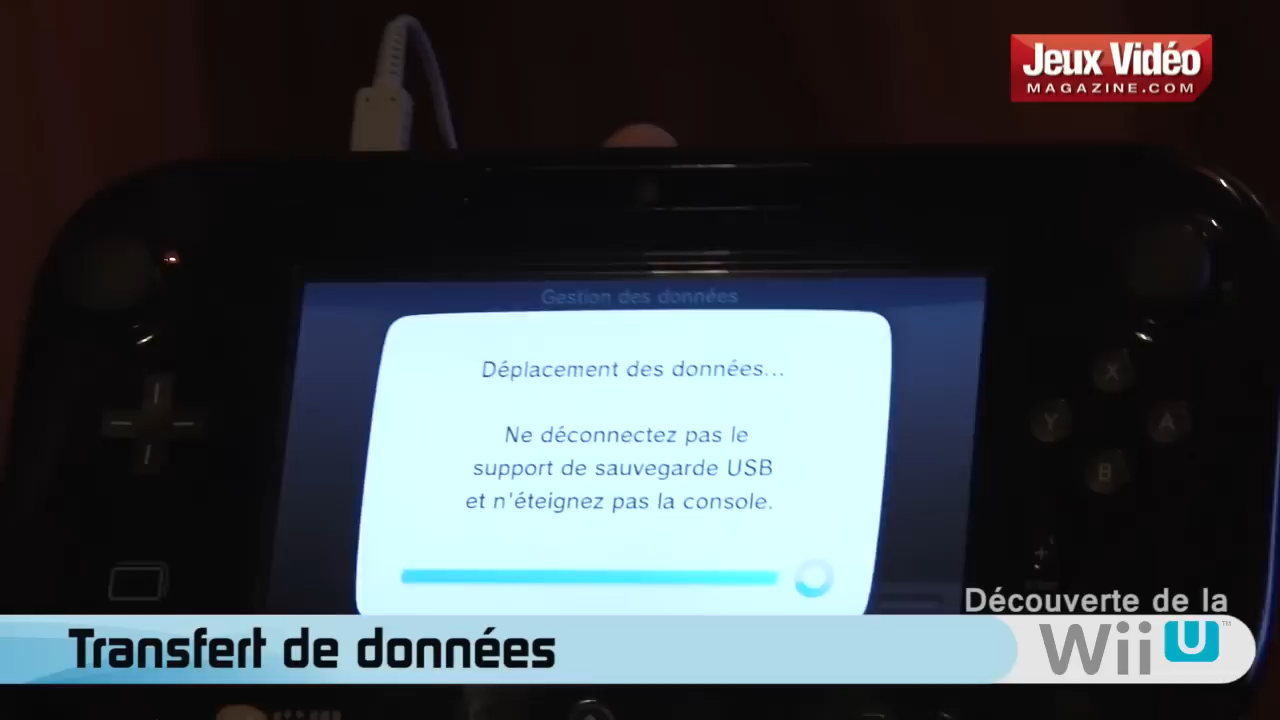 Jeux Vidéo
MAGAZINE.COM
Gestion des données
Déplacement des données...
Ne déconnectez pas le
support de sauvegarde USB
et n'éteignez pas la console.
X
Y
A
B
+
Découverte de la
Transfert de données
Wii U™